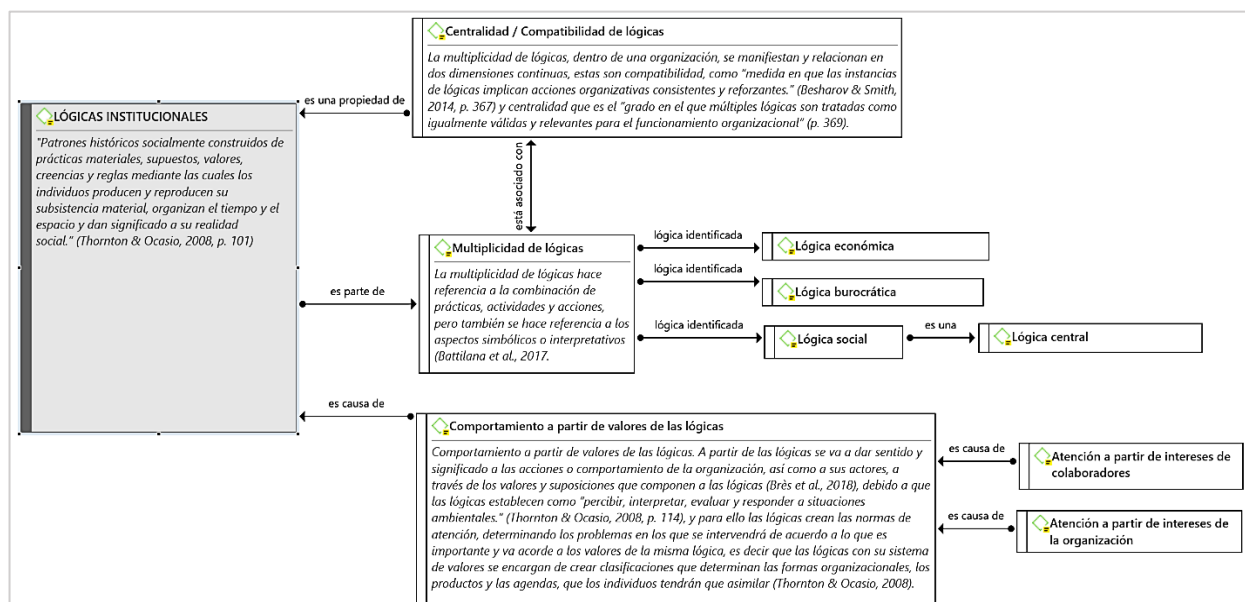 Centralidad / Compatibilidad de lógicas
La multiplicidad de lógicas, dentro de una organización, se manifiestan y relacionan en
dos dimensiones continuas, estas son compatibilidad, como “medida en que las instancias
de lógicas implican acciones organizativas consistentes y reforzantes.” (Besharov & Smith,
2014, p. 367) y centralidad que es el "grado en el que múltiples lógicas son tratadas como
igualmente válidas y relevantes para el funcionamiento organizacional” (p. 369).
es una propiedad de
LÓGICAS INSTITUCIONALES
"Patrones históricos socialmente construidos de
prácticas materiales, supuestos, valores,
creencias y reglas mediante las cuales los
individuos producen y reproducen su
subsistencia material, organizan el tiempo y el
espacio y dan significado a su realidad
social.” (Thornton & Ocasio, 2008, p. 101)
está asociado con
es parte de
Multiplicidad de lógicas
La multiplicidad de lógicas hace
referencia a la combinación de
prácticas, actividades y acciones,
pero también se hace referencia a los
aspectos simbólicos o interpretativos
(Battilana et al., 2017.
lógica identificada
Lógica económica
lógica identificada
Lógica burocrática
lógica identificada
Lógica social
es una
Lógica central
es causa de
Comportamiento a partir de valores de las lógicas
Comportamiento a partir de valores de las lógicas. A partir de las lógicas se va a dar sentido y
significado a las acciones o comportamiento de la organización, así como a sus actores, a
través de los valores y suposiciones que componen a las lógicas (Brès et al., 2018), debido a que
las lógicas establecen como “percibir, interpretar, evaluar y responder a situaciones
ambientales.” (Thornton & Ocasio, 2008, p. 114), y para ello las lógicas crean las normas de
atención, determinando los problemas en los que se intervendrá de acuerdo a lo que es
importante y va acorde a los valores de la misma lógica, es decir que las lógicas con su sistema
de valores se encargan de crear clasificaciones que determinan las formas organizacionales, los
productos y las agendas, que los individuos tendrán que asimilar (Thornton & Ocasio, 2008).
es causa de
Atención a partir de intereses de
colaboradores
es causa de
Atención a partir de intereses de
la organización